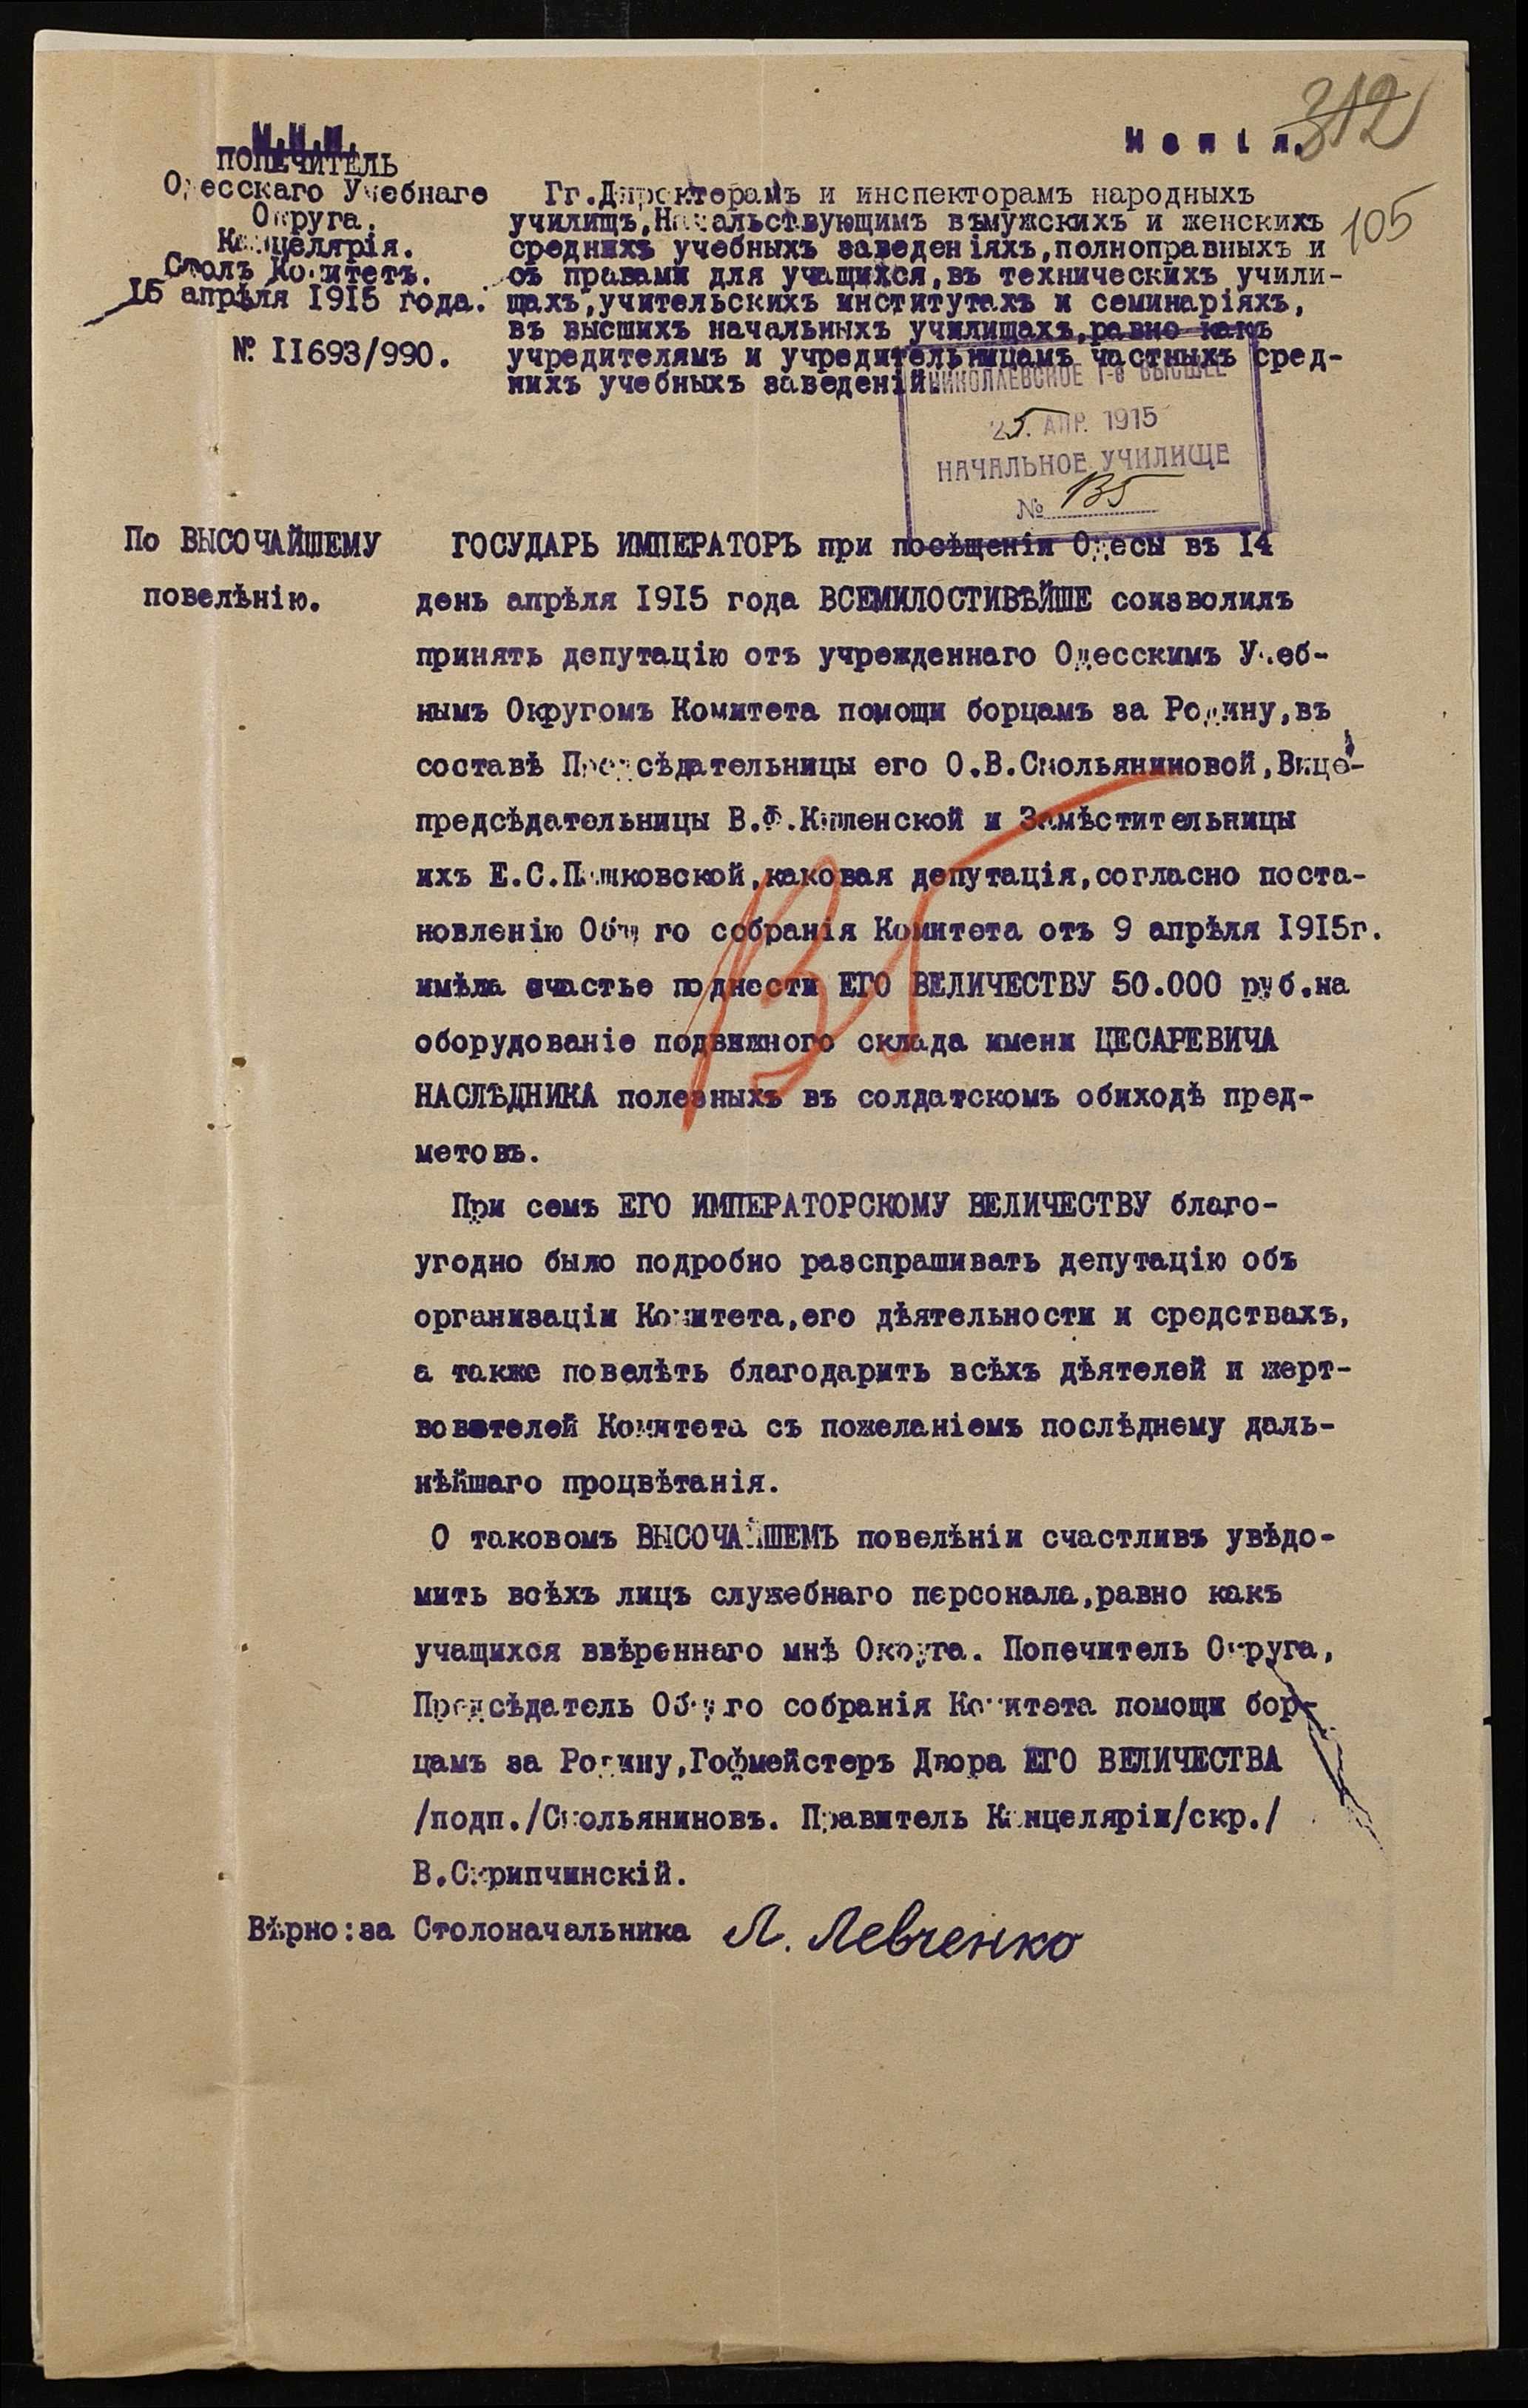 312
105
М.Н.П.
Копія.
ПОПЕЧИТЕЛЬ
Одесскаго Учебнаго
Округа.
Канцелярія.
Столъ Комитетъ.
15 апрѣля 1915 года.
№ II693/990.
Гг.Директорамъ и инспекторамъ народныхъ
училищъ,Начальствующимъ въмужскихъ и женскихъ
среднихъ учебныхъ заведеніяхъ,полноправныхъ и
съ правами для учащихся,въ техническихъ учили-
щахъ,учительскихъ институтахъ и семинаріяхъ,
въ высшихъ начальныхъ училищахъ,равно какъ
учредителямъ и учредительницамъ частныхъ сред-
нихъ учебныхъ заведеній.
НИКОЛАЕВСКОЕ 1-е ВЫСШЕЕ
25. АПР. 1915
НАЧАЛЬНОЕ УЧИЛИЩЕ
№ 135
По ВЫСОЧАЙШЕМУ
повелѣнію.
ГОСУДАРЬ ИМПЕРАТОРЪ при посѣщеніи Одесы въ I4
день апрѣля I9I5 года ВСЕМИЛОСТИВѢЙШЕ соизволилъ
принять депутацію отъ учрежденнаго Одесскимъ Учеб-
нымъ Округомъ Комитета помощи борцамъ за Родину,въ
составѣ Предсѣдательницы его О.В.Смольяниновой,Вице-
предсѣдательницы В.Ф.Кишенской и Замѣстительницы
ихъ Е.С.Пашковской,каковая депутація,согласно поста-
новленію Общаго собранія Комитета отъ 9 апрѣля I9I5г.
имѣла счастье поднести ЕГО ВЕЛИЧЕСТВУ 50.000 руб.на
оборудованіе подвижного склада имени ЦЕСАРЕВИЧА
НАСЛѢДНИКА полезныхъ въ солдатскомъ обиходѣ пред-
метовъ.
135
При семъ ЕГО ИМПЕРАТОРСКОМУ ВЕЛИЧЕСТВУ благо-
угодно было подробно разспрашивать депутацію объ
организаціи Комитета,его дѣятельности и средствахъ,
а также повелѣть благодарить всѣхъ дѣятелей и жерт-
вователей Комитета съ пожеланіемъ послѣднему даль-
нѣйшаго процвѣтанія.
О таковомъ ВЫСОЧАЙШЕМЪ повелѣніи счастливъ увѣдо-
мить всѣхъ лицъ служебнаго персонала,равно какъ
учащихся ввѣреннаго мнѣ Округа. Попечитель Округа,
Предсѣдатель Общаго собранія Комитета помощи бор-
цамъ за Родину,Гофмейстеръ Двора ЕГО ВЕЛИЧЕСТВА
/подп./Смольяниновъ. Правитель Канцеляріи/скр./
В.Скрипчинскій.
Вѣрно:за Столоначальника Л. Левченко